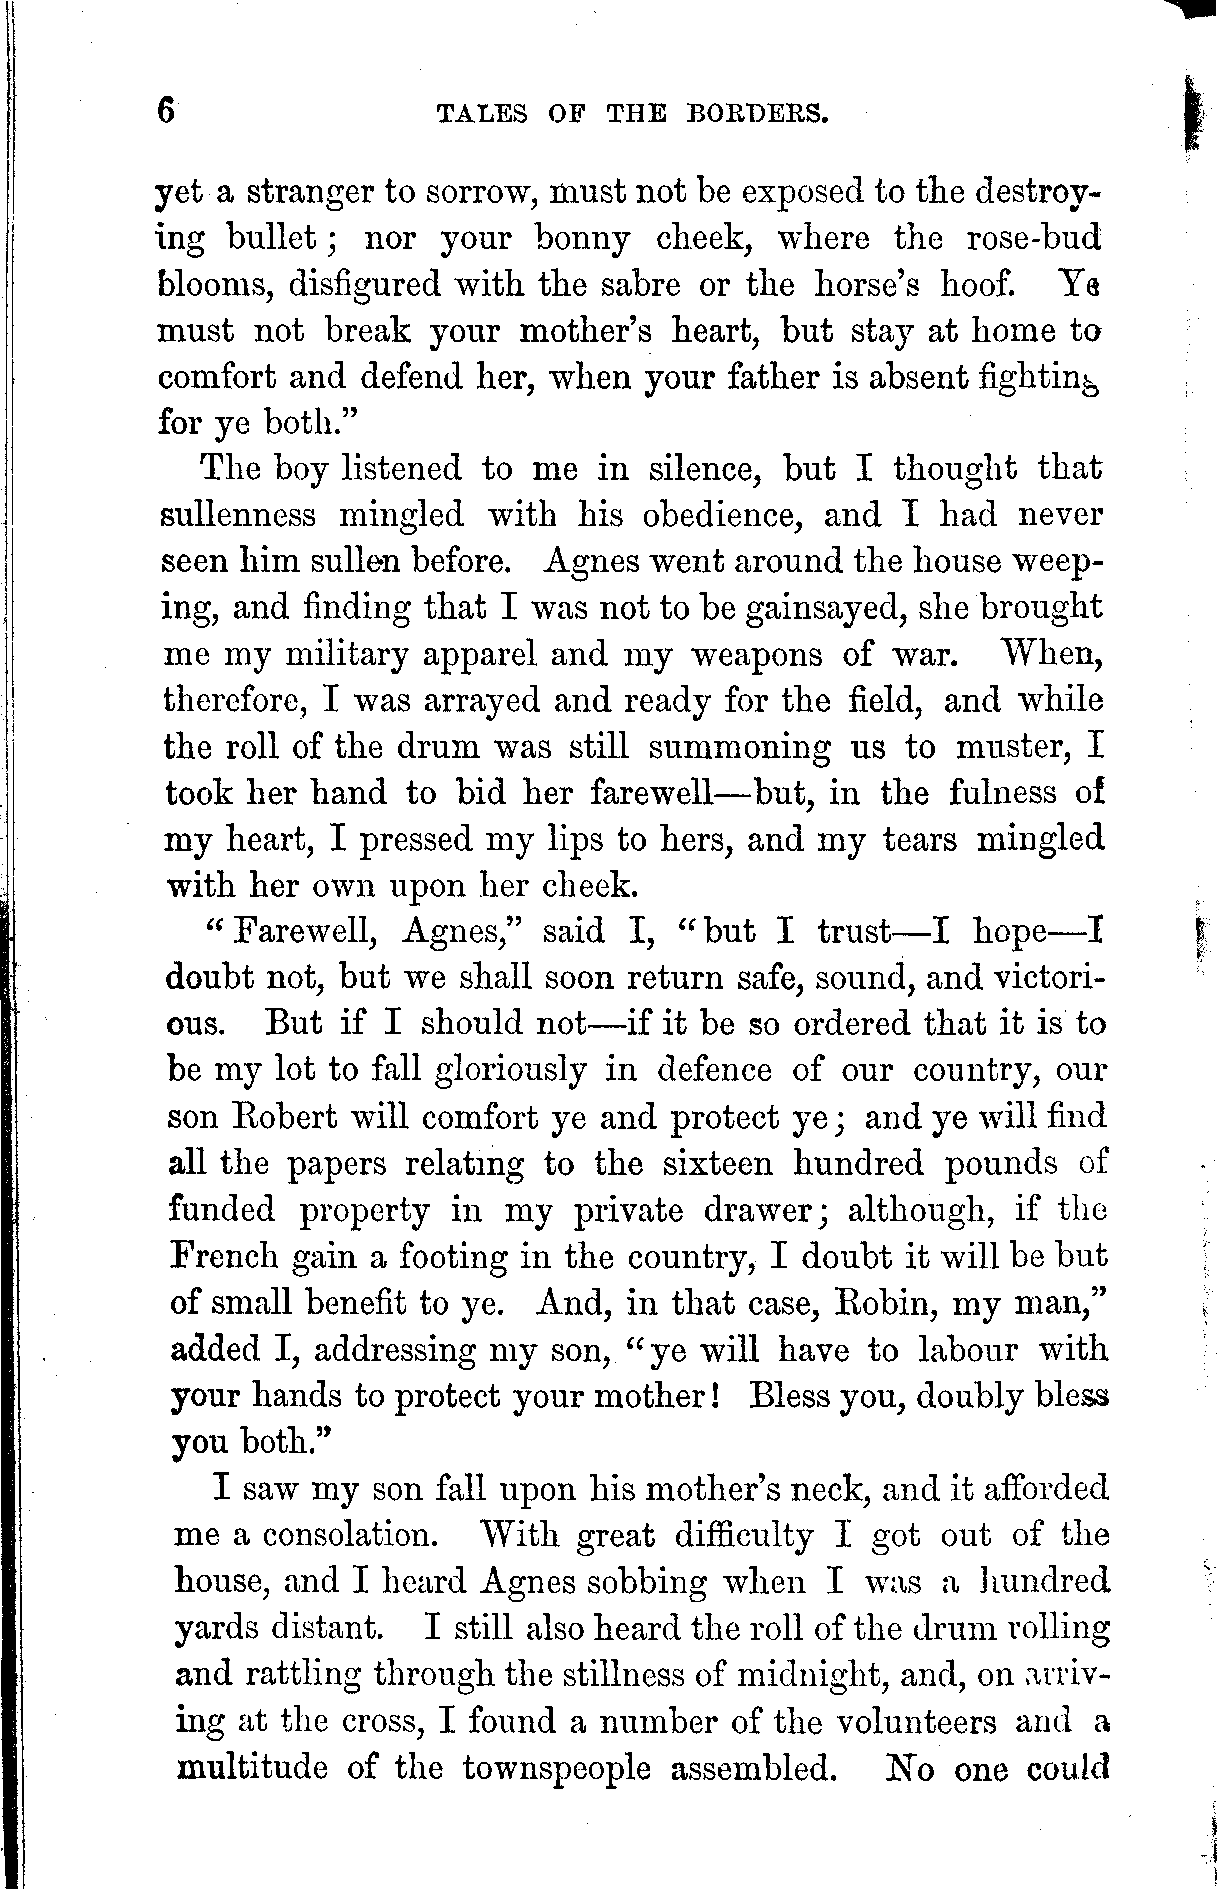 6 TALES OF THE BORDERS.
yet a stranger to sorrow, must not be exposed to the destroy-
ing bullet; nor your bonny cheek, where the rose-bud
blooms, disfigured with the sabre or the horse's hoof. Ye
must not break your mother's heart, but stay at home to
comfort and defend her, when your father is absent fighting
for ye both."
The boy listened to me in silence, but I thought that
sullenness mingled with his obedience, and I had never
seen him sullen before. Agnes went around the house weep-
ing, and finding that I was not to be gainsayed, she brought
me my military apparel and my weapons of war. When,
therefore, I was arrayed and ready for the field, and while
the roll of the drum was still summoning us to muster, I
took her hand to bid her farewell—but, in the fulness of
my heart, I pressed my lips to hers, and my tears mingled
with her own upon her cheek.
"Farewell, Agnes," said I, "but I trust—I hope—I
doubt not, but we shall soon return safe, sound, and victori-
ous. But if I should not—if it be so ordered that it is to
be my lot to fall gloriously in defence of our country, our
son Robert will comfort ye and protect ye; and ye will find
all the papers relating to the sixteen hundred pounds of
funded property in my private drawer; although, if the
French gain a footing in the country, I doubt it will be but
of small benefit to ye. And, in that case, Robin, my man,"
added I, addressing my son, "ye will have to labour with
your hands to protect your mother! Bless you, doubly bless
you both."
I saw my son fall upon his mother's neck, and it afforded
me a consolation. With great difficulty I got out of the
house, and I heard Agnes sobbing when I was a hundred
yards distant. I still also heard the roll of the drum rolling
and rattling through the stillness of midnight, and, on arriv-
ing at the cross, I found a number of the volunteers and a
multitude of the townspeople assembled. No one could